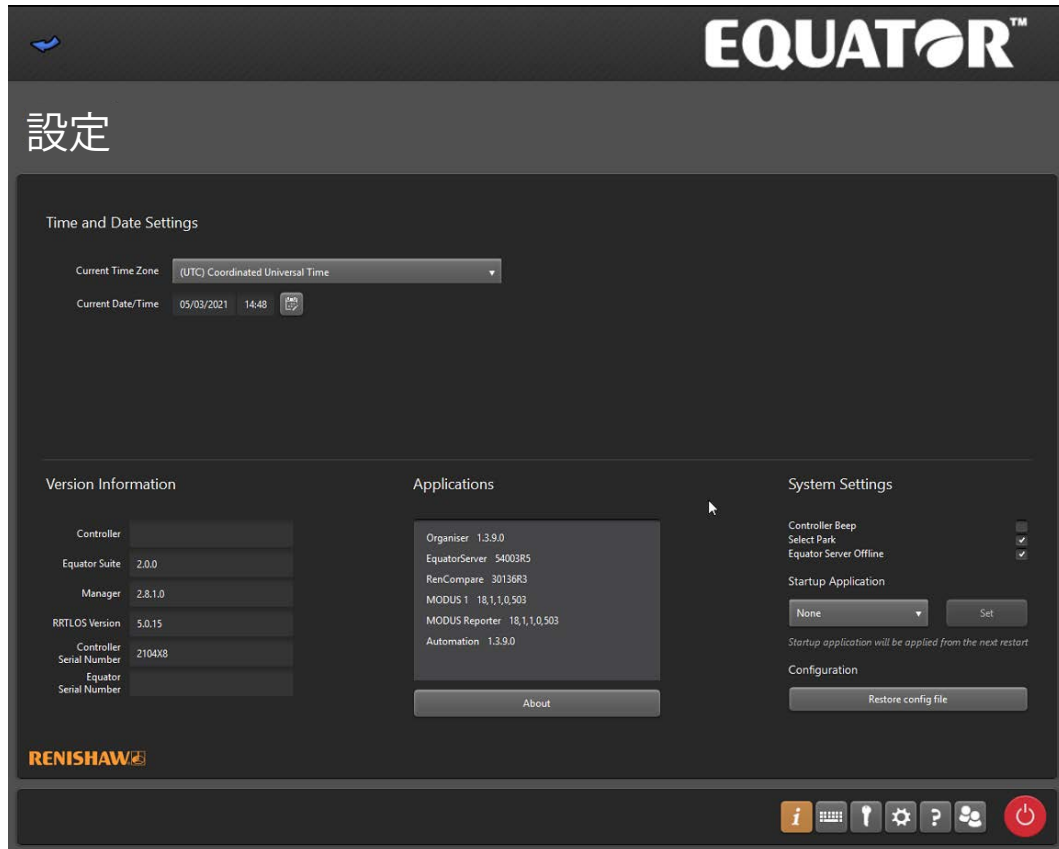 EQUATOR™
設定
Time and Date Settings
Current Time Zone (UTC) Coordinated Universal Time
Current Date/Time 05/03/2021 14:48
Version Information
Controller
Equator Suite 2.0.0
Manager 2.8.1.0
RRTLOS Version 5.0.15
Controller
Serial Number 2104X8
Equator
Serial Number
Applications
Organiser 1.3.9.0
EquatorServer 54003R5
RenCompare 30136R3
MODUS 1 18,1,1,0,503
MODUS Reporter 18,1,1,0,503
Automation 1.3.9.0
About
System Settings
Controller Beep
Select Park
Equator Server Offline
Startup Application
None Set
Startup application will be applied from the next restart
Configuration
Restore config file
RENISHAW
i ?